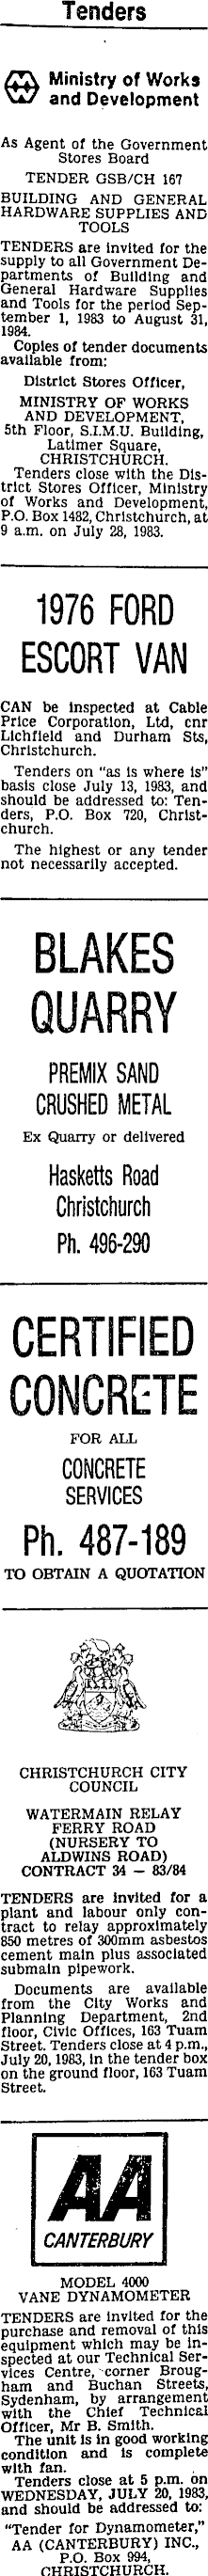 Tenders
Ministry of Works
and Development
As Agent of the Government
Stores Board
TENDER GSB/CH 167
BUILDING AND GENERAL
HARDWARE SUPPLIES AND
TOOLS
TENDERS are invited for the
supply to all Government De-
partments of Building and
General Hardware Supplies
and Tools for the period Sep-
tember 1, 1983 to August 31,
1984.
Copies of tender documents
available from:
District Stores Officer,
MINISTRY OF WORKS
AND DEVELOPMENT,
5th Floor, S.I.M.U. Building,
Latimer Square,
CHRISTCHURCH.
Tenders close with the Dis-
trict Stores Officer, Ministry
of Works and Development,
P.O. Box 1482, Christchurch, at
9 a.m. on July 28, 1983.
1976 FORD
ESCORT VAN
CAN be inspected at Cable
Price Corporation, Ltd, cnr
Lichfield and Durham Sts,
Christchurch.
Tenders on "as is where is"
basis close July 13, 1983, and
should be addressed to: Ten-
ders, P.O. Box 720, Christ-
church.
The highest or any tender
not necessarily accepted.
BLAKES
QUARRY
PREMIX SAND
CRUSHED METAL
Ex Quarry or delivered
Hasketts Road
Christchurch
Ph. 496-290
CERTIFIED
CONCRETE
FOR ALL
CONCRETE
SERVICES
Ph. 487-189
TO OBTAIN A QUOTATION
CHRISTCHURCH CITY
COUNCIL
WATERMAIN RELAY
FERRY ROAD
(NURSERY TO
ALDWINS ROAD)
CONTRACT 34 — 83/84
TENDERS are invited for a
plant and labour only con-
tract to relay approximately
850 metres of 300mm asbestos
cement main plus associated
submain pipework.
Documents are available
from the City Works and
Planning Department, 2nd
floor, Civic Offices, 163 Tuam
Street. Tenders close at 4 p.m.,
July 20, 1983, in the tender box
on the ground floor, 163 Tuam
Street.
AA
CANTERBURY
MODEL 4000
VANE DYNAMOMETER
TENDERS are invited for the
purchase and removal of this
equipment which may be in-
spected at our Technical Ser-
vices Centre, corner Broug-
ham and Buchan Streets,
Sydenham, by arrangement
with the Chief Technical
Officer, Mr B. Smith.
The unit is in good working
condition and is complete
with fan.
Tenders close at 5 p.m. on
WEDNESDAY, JULY 20, 1983,
and should be addressed to:
"Tender for Dynamometer,"
AA (CANTERBURY) INC.,
P.O. Box 994,
CHRISTCHURCH.